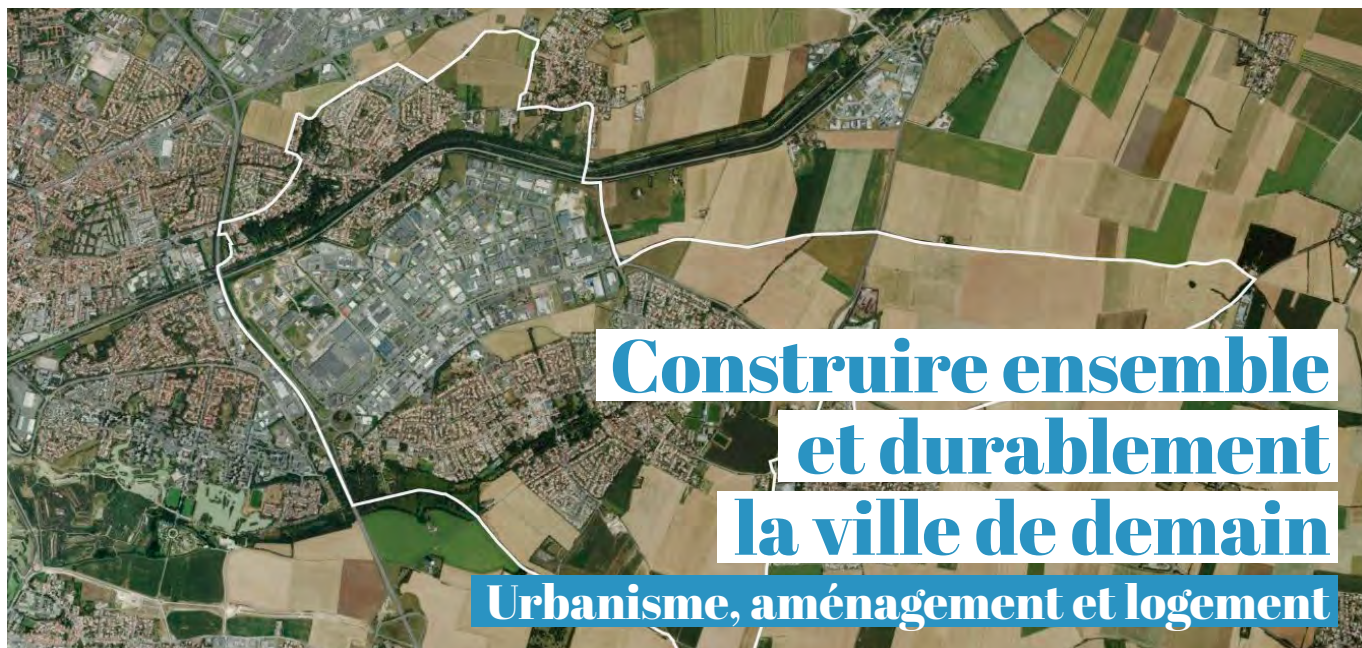 Construire ensemble
et durablement
la ville de demain
Urbanisme, aménagement et logement